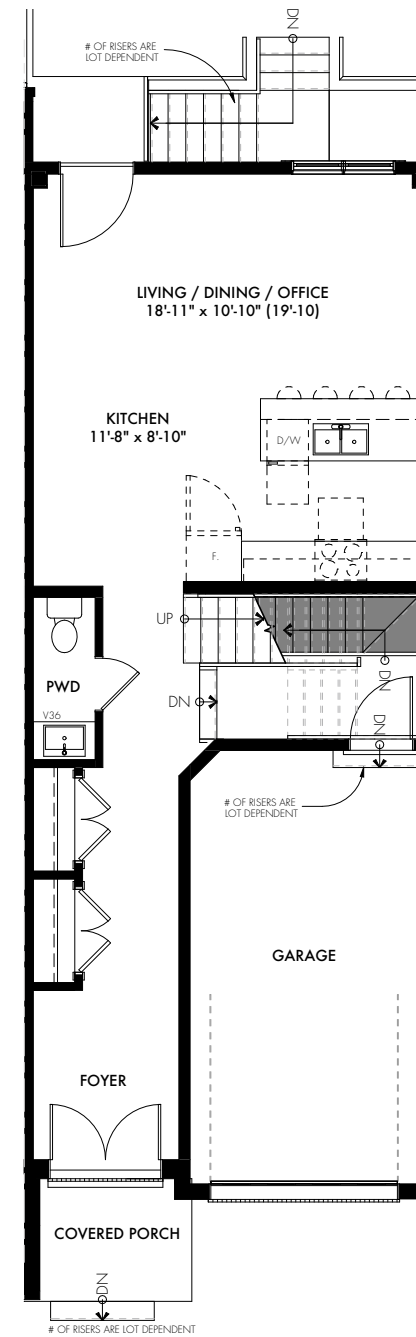 DN
# OF RISERS ARE
LOT DEPENDENT
LIVING / DINING / OFFICE
18'-11" x 10'-10" (19'-10)
KITCHEN
11'-8" x 8'-10"
D/W
F.
UP
PWD
DN
DN
V36
DN
# OF RISERS ARE
LOT DEPENDENT
GARAGE
FOYER
COVERED PORCH
DN
# OF RISERS ARE LOT DEPENDENT